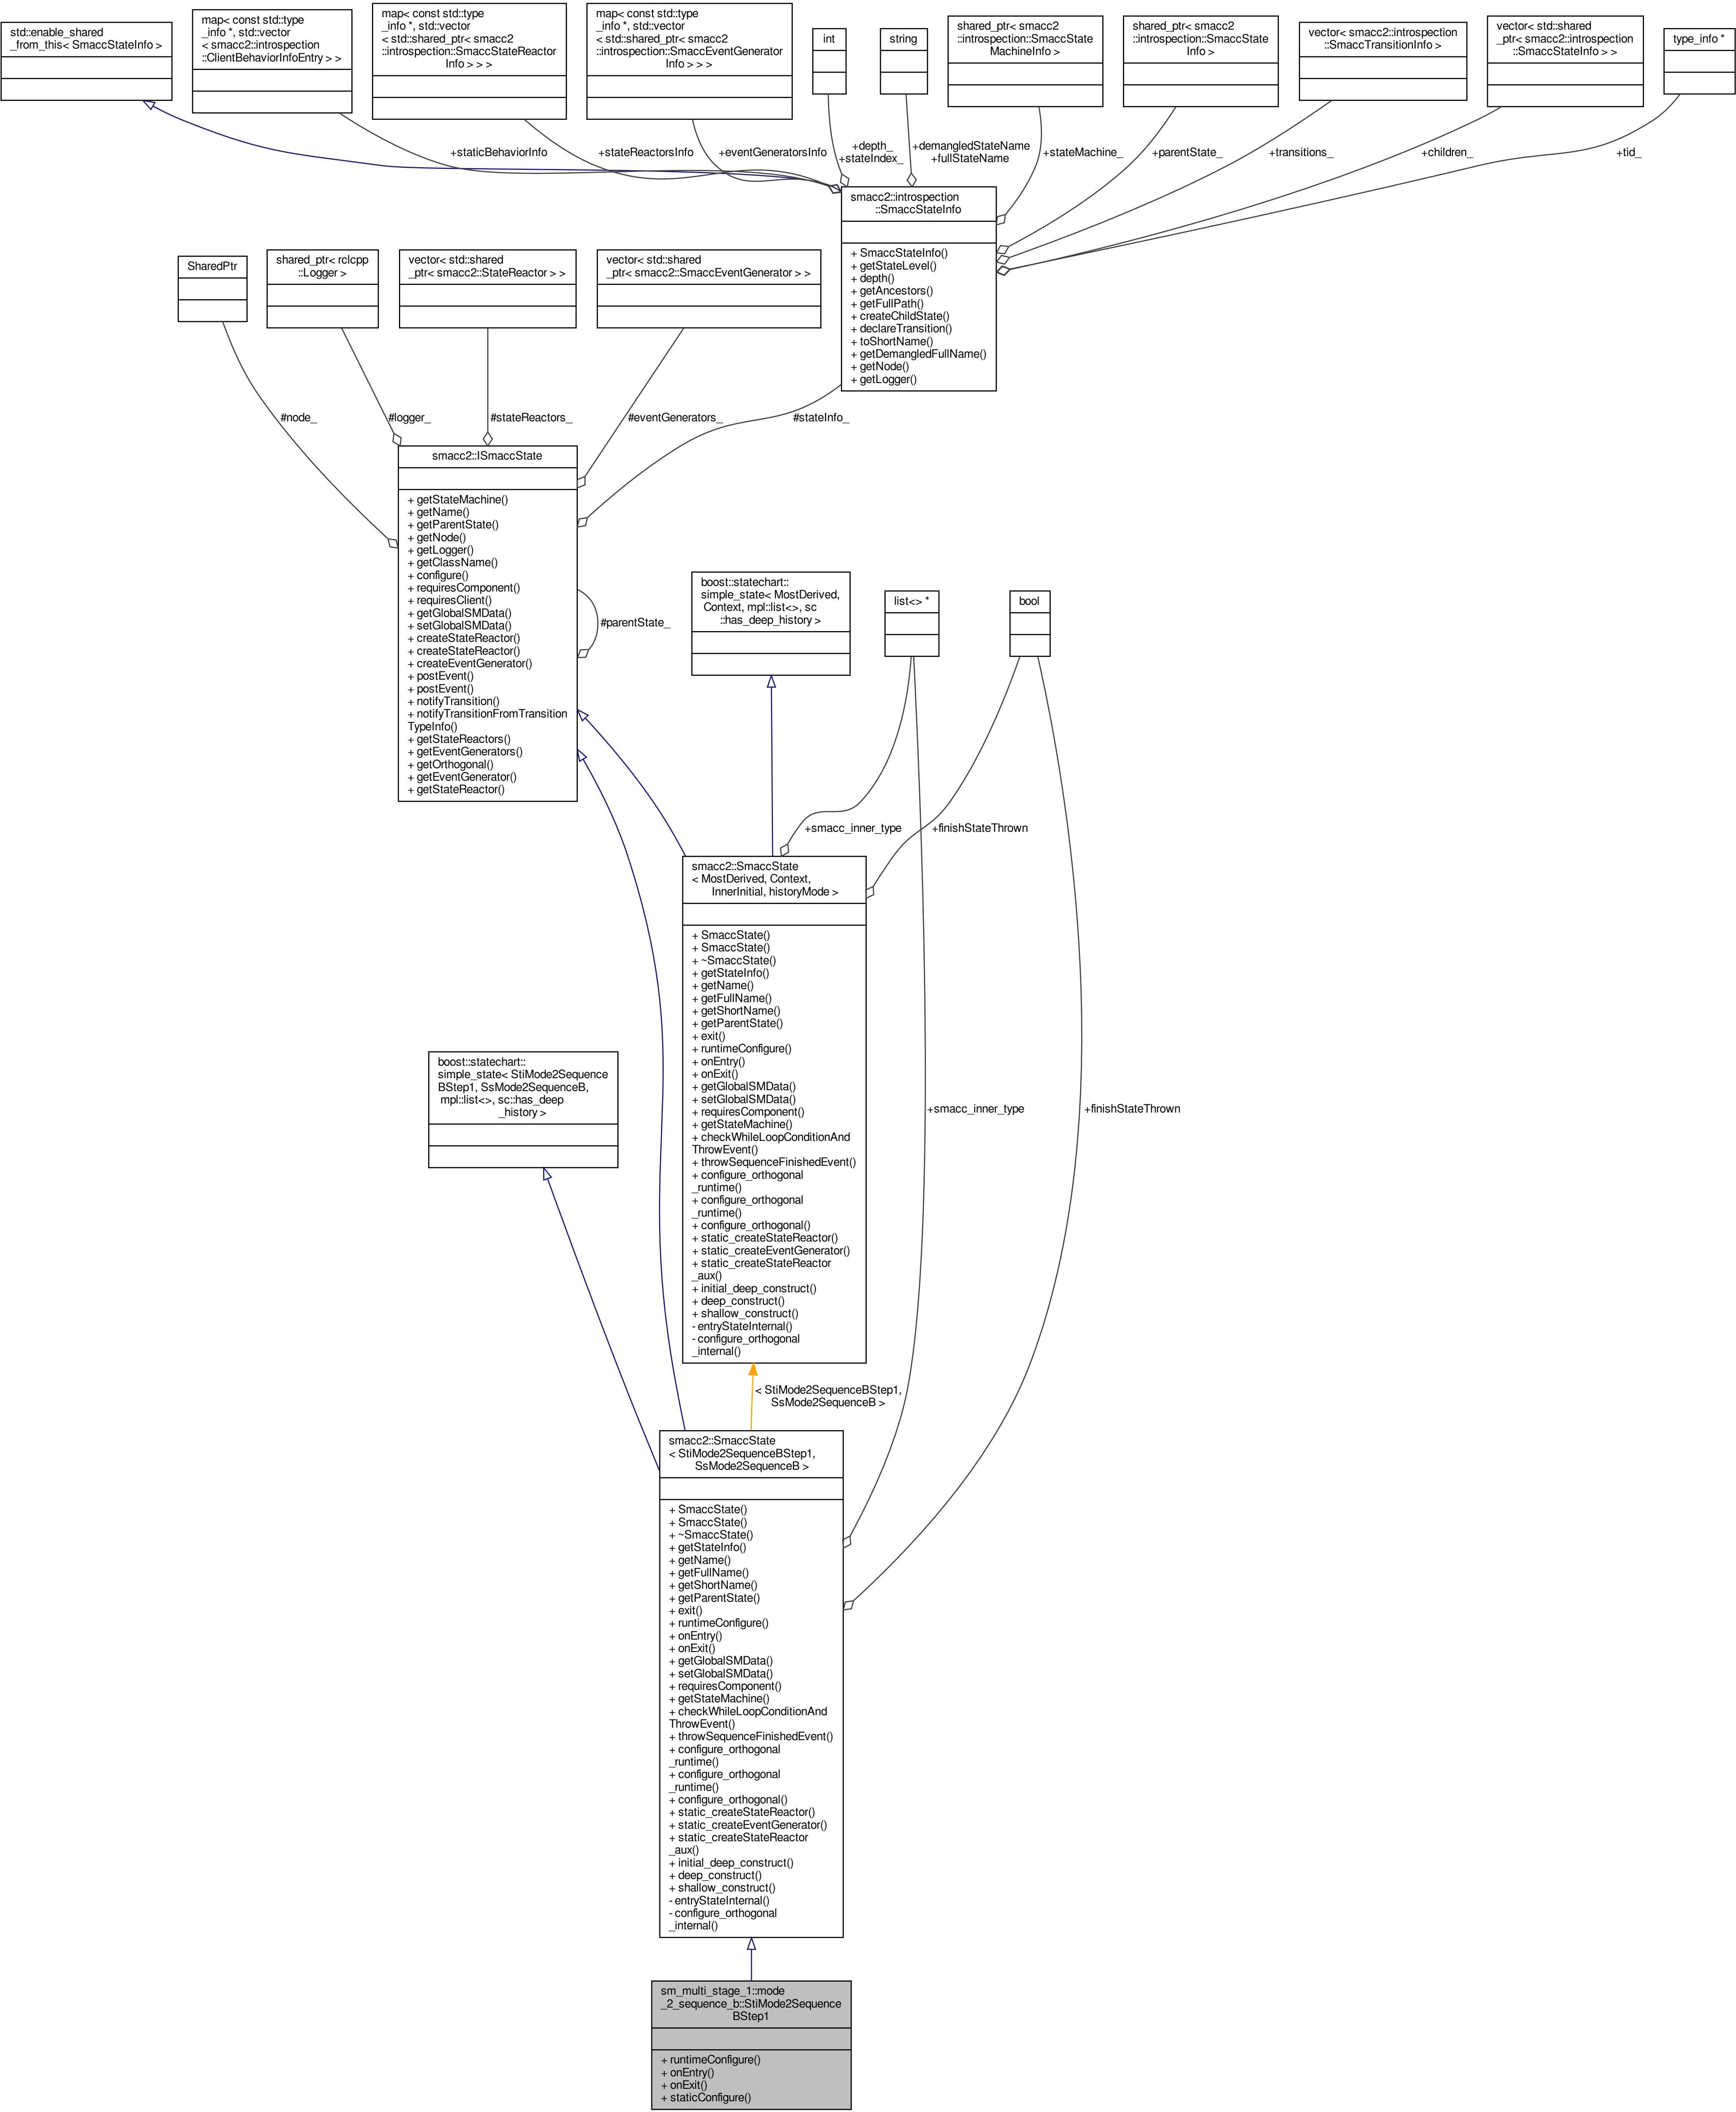 std::enable_shared
_from_this< SmaccStateInfo >
map< const std::type
_info *, std::vector
< smacc2::introspection
::ClientBehaviorInfoEntry > >
map< const std::type
_info *, std::vector
< std::shared_ptr< smacc2
::introspection::SmaccStateReactor
Info > > >
map< const std::type
_info *, std::vector
< std::shared_ptr< smacc2
::introspection::SmaccEventGenerator
Info > > >
int
string
shared_ptr< smacc2
::introspection::SmaccState
MachineInfo >
shared_ptr< smacc2
::introspection::SmaccState
Info >
vector< smacc2::introspection
::SmaccTransitionInfo >
vector< std::shared
_ptr< smacc2::introspection
::SmaccStateInfo > >
type_info *
+staticBehaviorInfo
+stateReactorsInfo
+eventGeneratorsInfo
+depth_
+stateIndex_
+demangledStateName
+fullStateName
+stateMachine_
+parentState_
+transitions_
+children_
+tid_
smacc2::introspection
::SmaccStateInfo
+ SmaccStateInfo()
+ getStateLevel()
+ depth()
+ getAncestors()
+ getFullPath()
+ createChildState()
+ declareTransition()
+ toShortName()
+ getDemangledFullName()
+ getNode()
+ getLogger()
SharedPtr
shared_ptr< rclcpp
::Logger >
vector< std::shared
_ptr< smacc2::StateReactor > >
vector< std::shared
_ptr< smacc2::SmaccEventGenerator > >
#node_
#logger_
#stateReactors_
#eventGenerators_
#stateInfo_
smacc2::ISmaccState
+ getStateMachine()
+ getName()
+ getParentState()
+ getNode()
+ getLogger()
+ getClassName()
+ configure()
+ requiresComponent()
+ requiresClient()
+ getGlobalSMData()
+ setGlobalSMData()
+ createStateReactor()
+ createStateReactor()
+ createEventGenerator()
+ postEvent()
+ postEvent()
+ notifyTransition()
+ notifyTransitionFromTransition
TypeInfo()
+ getStateReactors()
+ getEventGenerators()
+ getOrthogonal()
+ getEventGenerator()
+ getStateReactor()
#parentState_
boost::statechart::
simple_state< MostDerived,
Context, mpl::list<>, sc
::has_deep_history >
list<> *
bool
+smacc_inner_type
+finishStateThrown
smacc2::SmaccState
< MostDerived, Context,
InnerInitial, historyMode >
+ SmaccState()
+ SmaccState()
+ ~SmaccState()
+ getStateInfo()
+ getName()
+ getFullName()
+ getShortName()
+ getParentState()
+ exit()
+ runtimeConfigure()
+ onEntry()
+ onExit()
+ getGlobalSMData()
+ setGlobalSMData()
+ requiresComponent()
+ getStateMachine()
+ checkWhileLoopConditionAnd
ThrowEvent()
+ throwSequenceFinishedEvent()
+ configure_orthogonal
_runtime()
+ configure_orthogonal
_runtime()
+ configure_orthogonal()
+ static_createStateReactor()
+ static_createEventGenerator()
+ static_createStateReactor
_aux()
+ initial_deep_construct()
+ deep_construct()
+ shallow_construct()
- entryStateInternal()
- configure_orthogonal
_internal()
boost::statechart::
simple_state< StiMode2Sequence
BStep1, SsMode2SequenceB,
mpl::list<>, sc::has_deep
_history >
+smacc_inner_type
+finishStateThrown
< StiMode2SequenceBStep1,
SsMode2SequenceB >
smacc2::SmaccState
< StiMode2SequenceBStep1,
SsMode2SequenceB >
+ SmaccState()
+ SmaccState()
+ ~SmaccState()
+ getStateInfo()
+ getName()
+ getFullName()
+ getShortName()
+ getParentState()
+ exit()
+ runtimeConfigure()
+ onEntry()
+ onExit()
+ getGlobalSMData()
+ setGlobalSMData()
+ requiresComponent()
+ getStateMachine()
+ checkWhileLoopConditionAnd
ThrowEvent()
+ throwSequenceFinishedEvent()
+ configure_orthogonal
_runtime()
+ configure_orthogonal
_runtime()
+ configure_orthogonal()
+ static_createStateReactor()
+ static_createEventGenerator()
+ static_createStateReactor
_aux()
+ initial_deep_construct()
+ deep_construct()
+ shallow_construct()
- entryStateInternal()
- configure_orthogonal
_internal()
sm_multi_stage_1::mode
_2_sequence_b::StiMode2Sequence
BStep1
+ runtimeConfigure()
+ onEntry()
+ onExit()
+ staticConfigure()